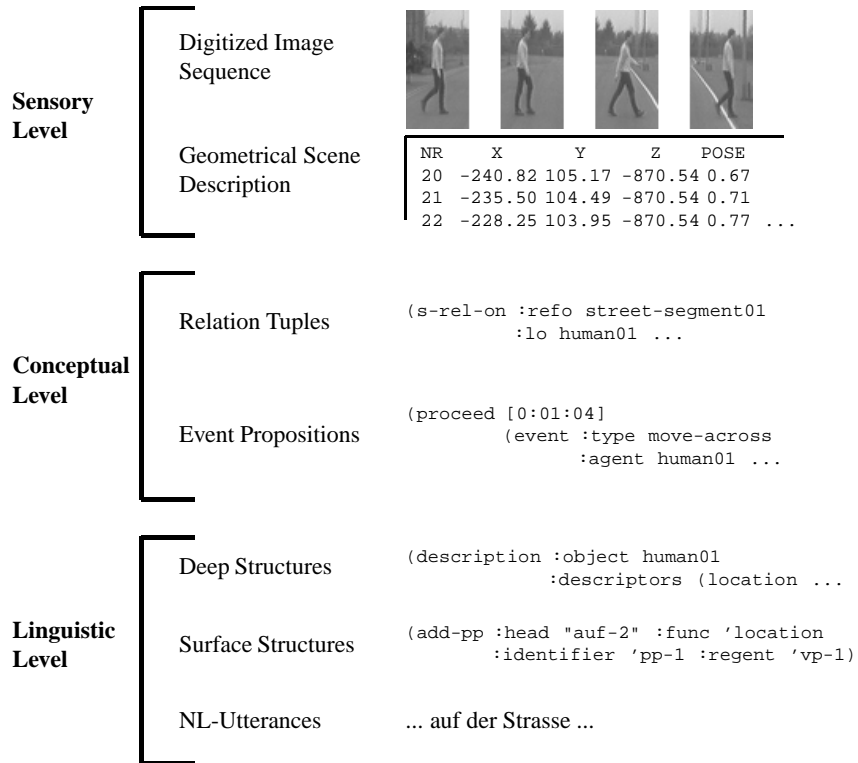 Sensory
Level
Digitized Image
Sequence
Geometrical Scene
Description
NR X Y Z POSE
20 -240.82 105.17 -870.54 0.67
21 -235.50 104.49 -870.54 0.71
22 -228.25 103.95 -870.54 0.77 ...
Conceptual
Level
Relation Tuples
(s-rel-on :refo street-segment01
:lo human01 ...
Event Propositions
(proceed [0:01:04]
(event :type move-across
:agent human01 ...
Linguistic
Level
Deep Structures
(description :object human01
:descriptors (location ...
Surface Structures
(add-pp :head "auf-2" :func ’location
:identifier ’pp-1 :regent ’vp-1)
NL-Utterances
... auf der Strasse ...